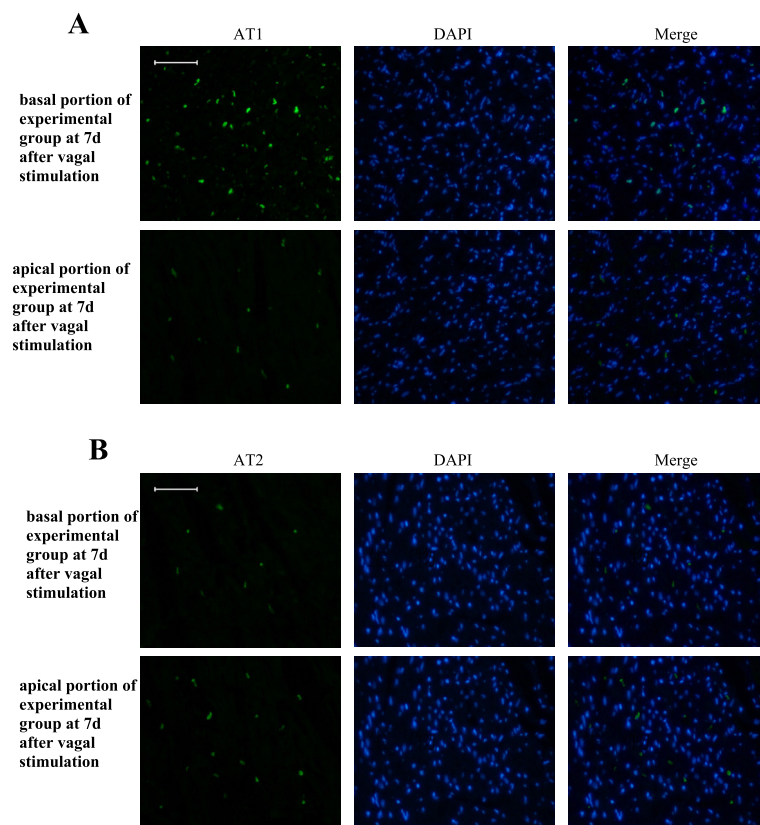 A
AT1 DAPI Merge
basal portion of
experimental
group at 7d
after vagal
stimulation
apical portion of
experimental
group at 7d
after vagal
stimulation
B
AT2 DAPI Merge
basal portion of
experimental
group at 7d
after vagal
stimulation
apical portion of
experimental
group at 7d
after vagal
stimulation